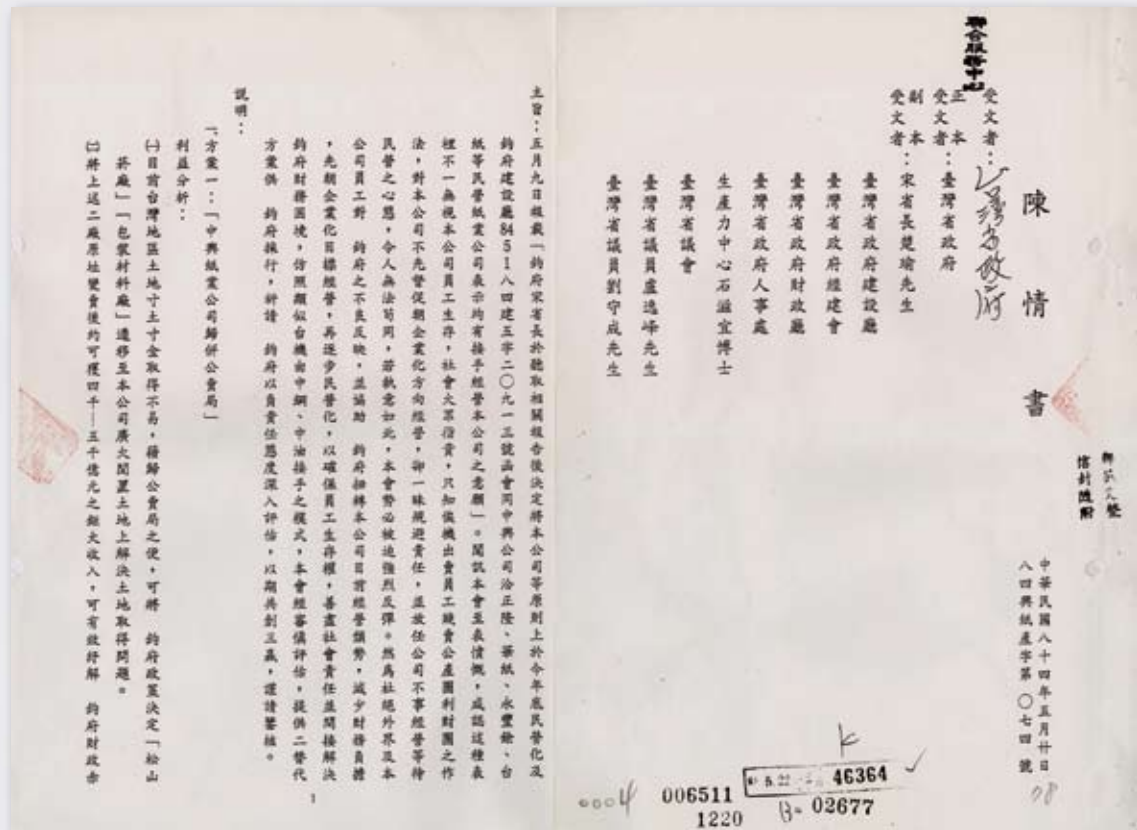 聯合服務中心
陳情書
中華民國八十四年五月廿日
八四興紙產字第〇七四號
信封隨附
受文者：台灣省政府
正本
受文者：臺灣省政府
副本
受文者：宋省長楚瑜先生
臺灣省政府建設廳
臺灣省政府經建會
臺灣省政府財政廳
臺灣省政府人事處
生產力中心石滋宜博士
臺灣省議會
臺灣省議員盧逸峰先生
臺灣省議員劉守成先生
46364
006511
02677
1220
0004
主旨：五月九日報載「鈞府宋省長於聽取相關報告後決定將本公司等原則上於今年底民營化及
鈞府建設廳8451八四建五字二〇九一三號函會同中興公司洽正隆、華紙、永豐餘、台
紙等民營紙業公司表示均有接手經營本公司之意願」。聞訊本會至表憤慨，咸認這種表
裡不一無視本公司員工生存，社會大眾指責，只知備機出賣員工賤賣公產圖利財團之作
法，對本公司不先督促朝企業化方向經營，卻一味規避責任，並放任公司不事經營等待
民營之心態，令人無法苟同，若執意如此，本會勢必被迫強烈反彈。然為杜絕外界及本
公司員工對　鈞府之不良反映，並協助　鈞府扭轉本公司目前經營頹勢，減少財務負擔
，先朝企業化目標經營，再逐步民營化，以確保員工生存權，善盡社會責任並間接解決
鈞府財務困境，仿照類似台機由中鋼、中油接手之模式，本會經審慎評估，提供二替代
方案供　鈞府採行，祈請　鈞府以負責任態度深入評估，以期共創三贏，謹請鑒核。
說明：
一、方案一：「中興紙業公司歸併公賣局」
利益分析：
㈠目前台灣地區土地寸土寸金取得不易，藉歸公賣局之便，可將　鈞府政策決定「松山
菸廠」「包裝材料廠」遷移至本公司廣大閒置土地上解決土地取得問題。
㈡將上述二廠原址變賣後約可獲四千—五千億元之鉅大收入，可有效紓解　鈞府財政赤
1